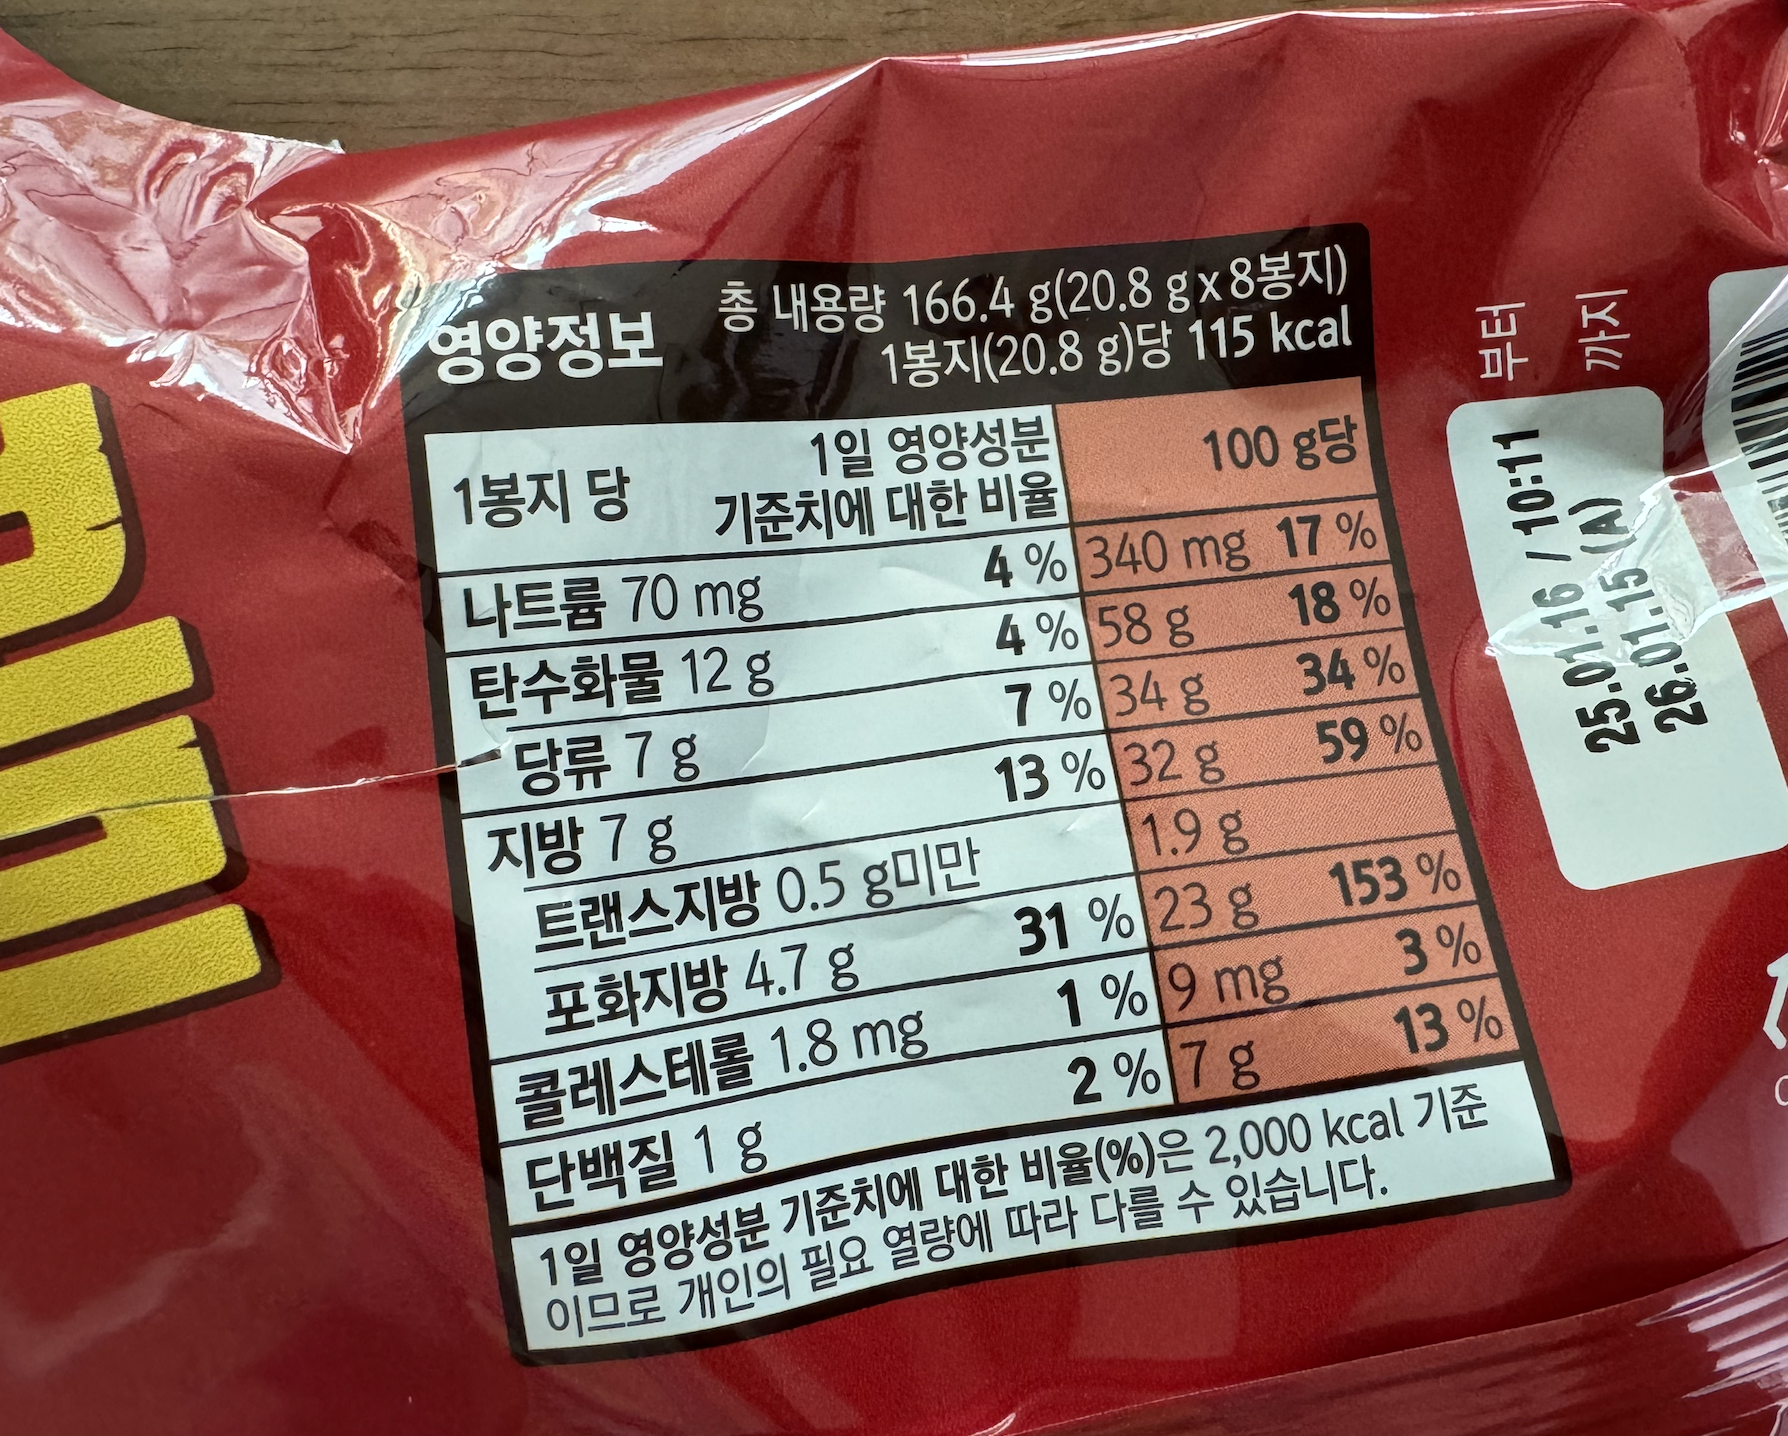 영양정보
총 내용량 166.4 g(20.8 g x 8봉지)
1봉지(20.8 g)당 115 kcal
1봉지 당
1일 영양성분
기준치에 대한 비율
100 g당
나트륨 70 mg 4 % 340 mg 17 %
탄수화물 12 g 4 % 58 g 18 %
당류 7 g 7 % 34 g 34 %
지방 7 g 13 % 32 g 59 %
트랜스지방 0.5 g미만 1.9 g
포화지방 4.7 g 31 % 23 g 153 %
콜레스테롤 1.8 mg 1 % 9 mg 3 %
단백질 1 g 2 % 7 g 13 %
1일 영양성분 기준치에 대한 비율(%)은 2,000 kcal 기준
이므로 개인의 필요 열량에 따라 다를 수 있습니다.
부터
까지
25.01.16 / 10:11
26.01.15 (A)